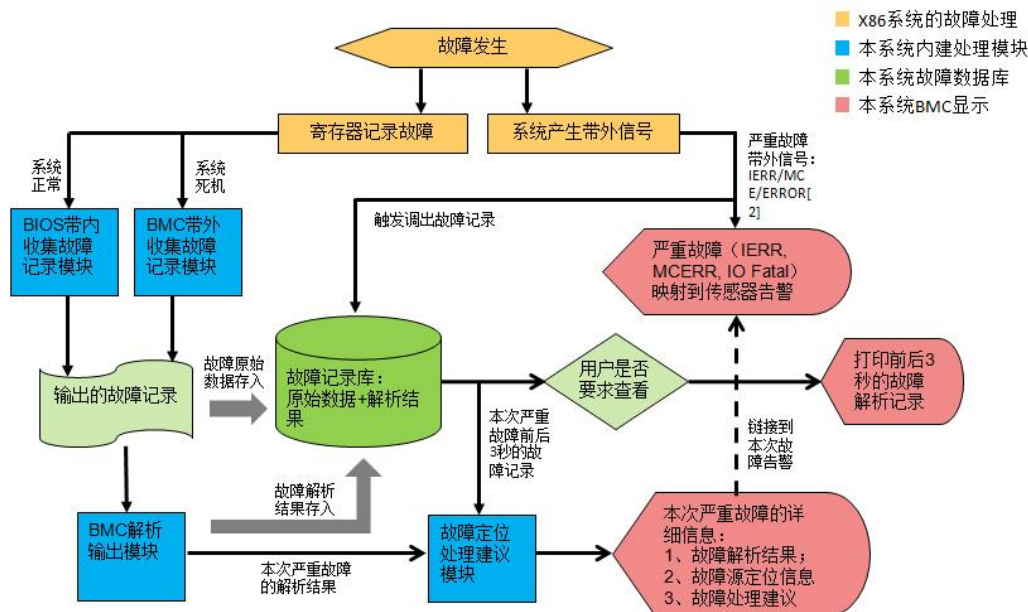 X86系统的故障处理
本系统内建处理模块
本系统故障数据库
本系统BMC显示
故障发生
寄存器记录故障
系统产生带外信号
严重故障
带外信号:
IERR/MC
E/ERROR[
2]
系统
正常
系统
死机
BIOS带内
收集故障
记录模块
BMC带外
收集故障
记录模块
触发调出故障记录
严重故障（IERR,
MCERR, IO Fatal）
映射到传感器告警
输出的故障记录
故障原始
数据存入
故障记录库：
原始数据+解析结
果
用户是否
要求查看
打印前后3
秒的故障
解析记录
本次严重
故障前后
3秒的故
障记录
链接到
本次故
障告警
故障解析
结果存入
BMC解析
输出模块
本次严重故障
的解析结果
故障定位
处理建议
模块
本次严重故障的详
细信息：
1、故障解析结果；
2、故障源定位信息
3、故障处理建议